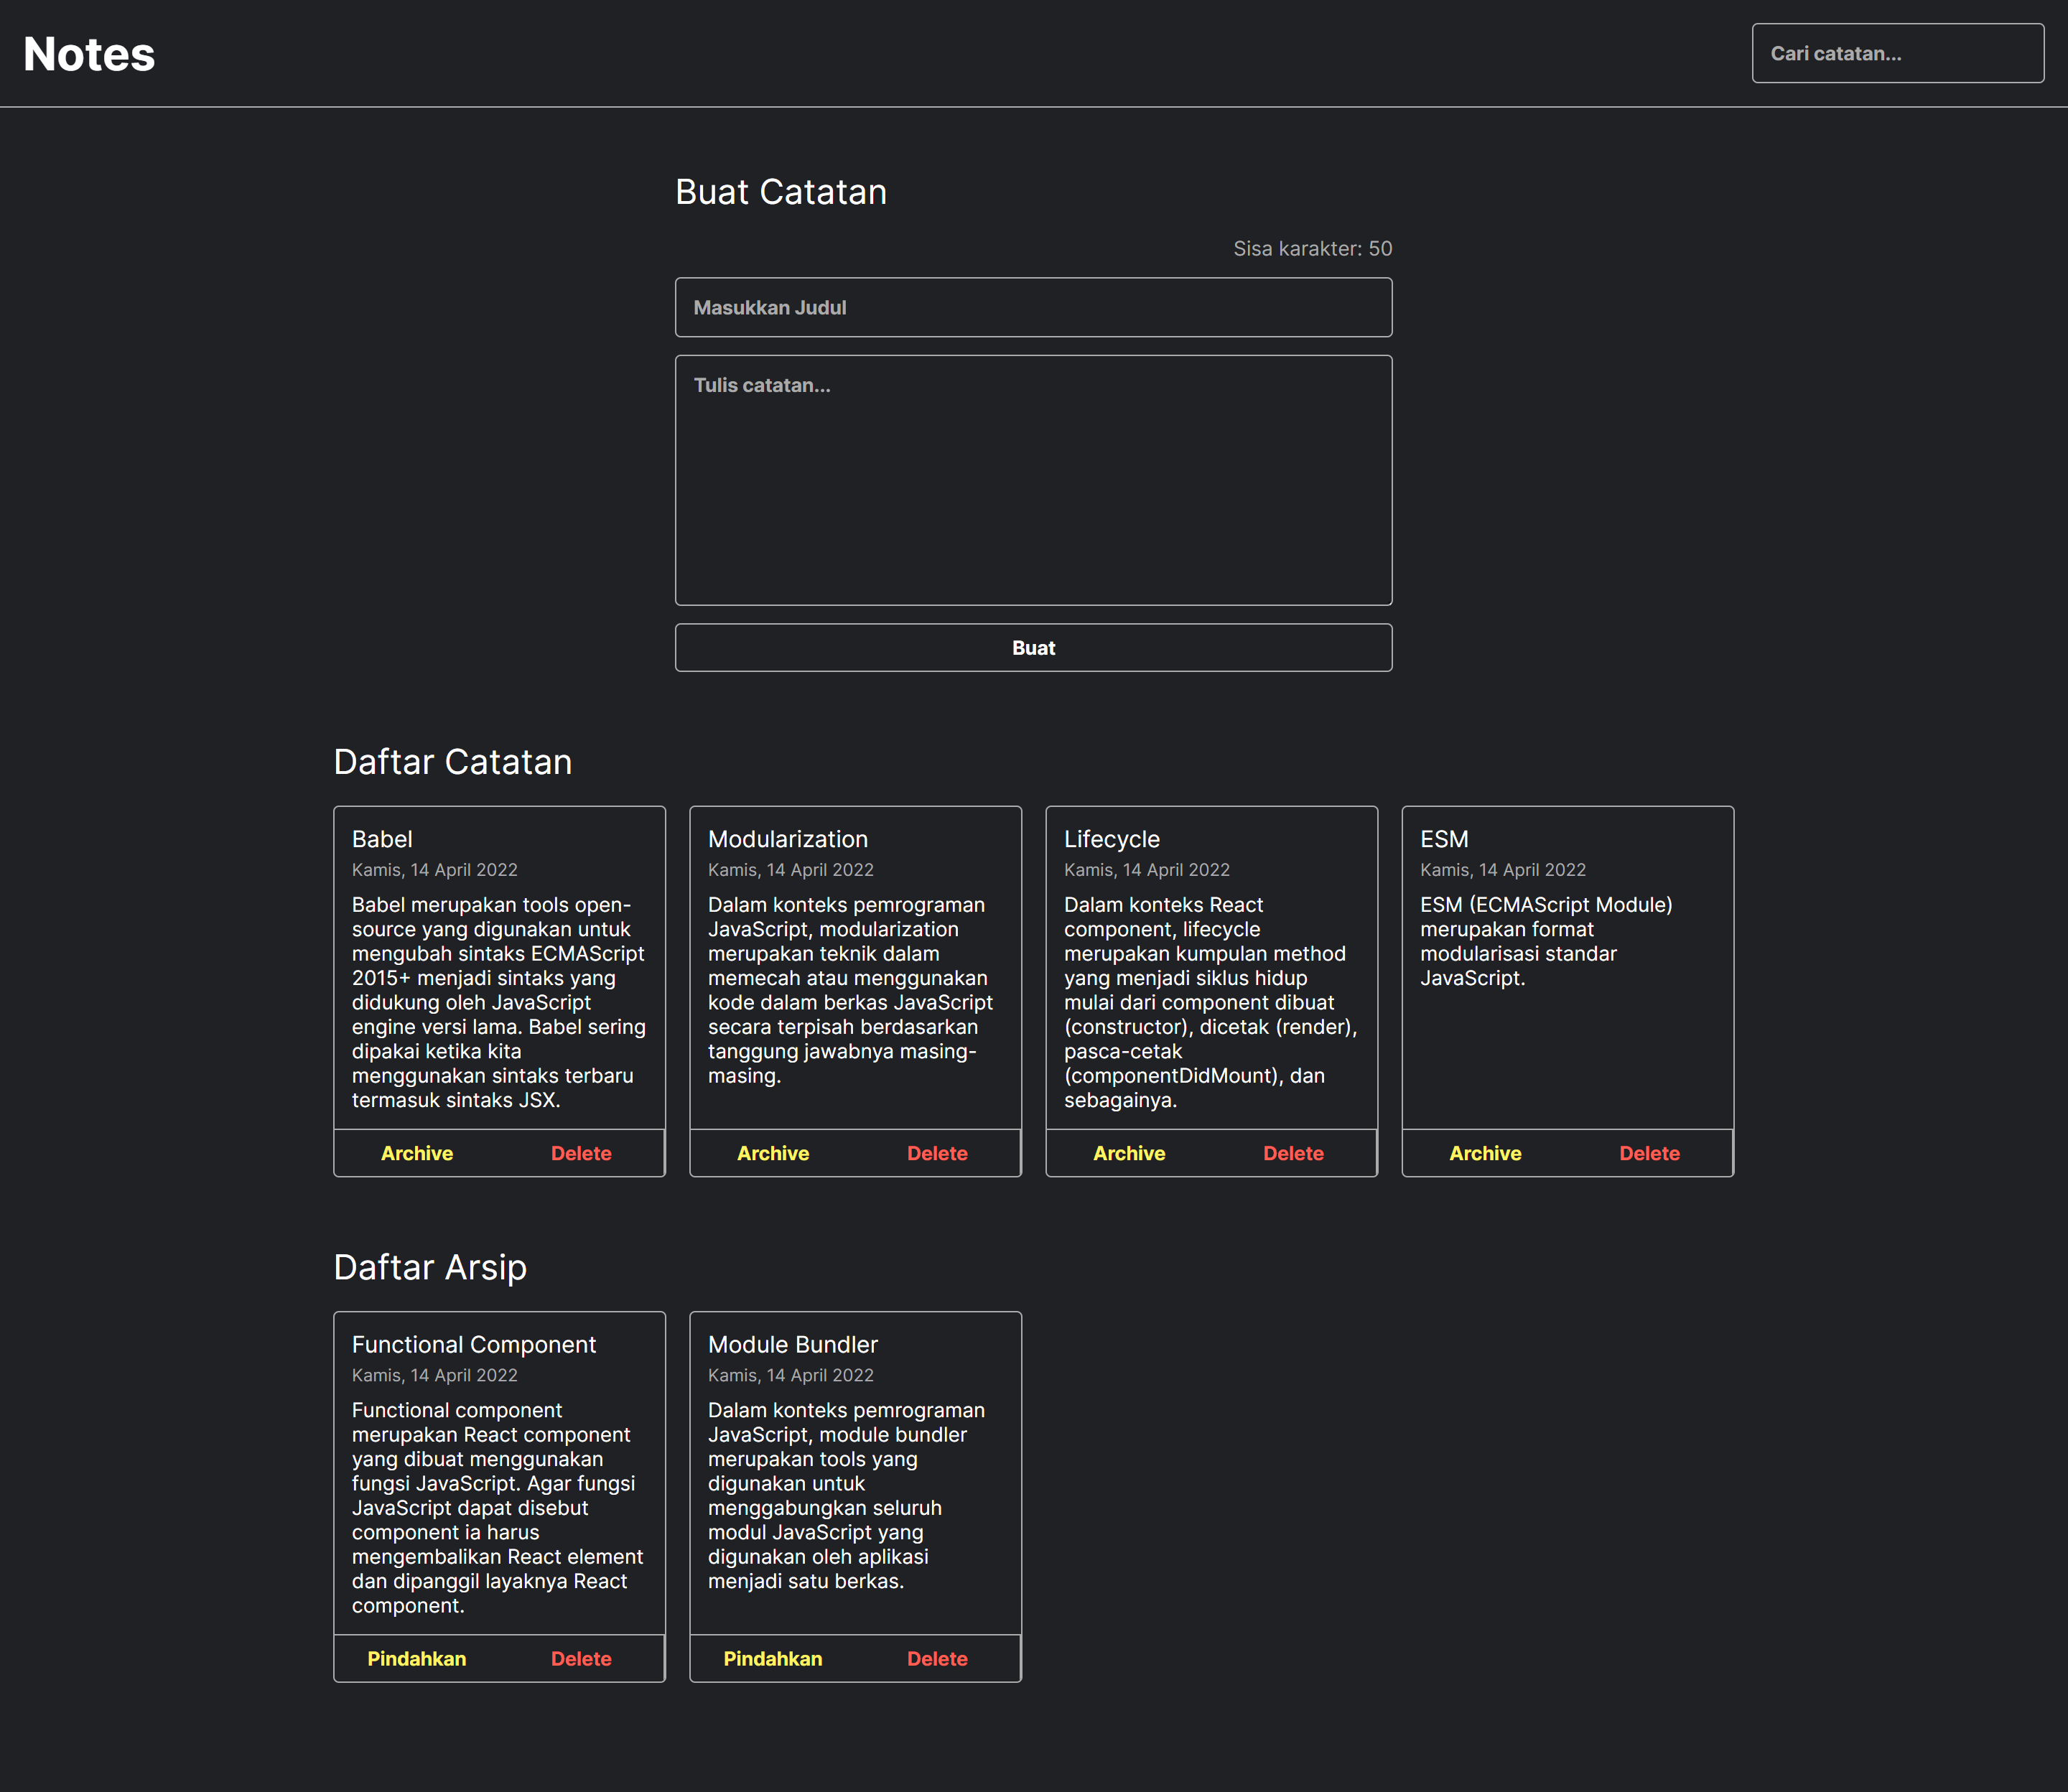 Notes
Cari catatan...
Buat Catatan
Sisa karakter: 50
Masukkan Judul
Tulis catatan...
Buat
Daftar Catatan
Babel
Kamis, 14 April 2022
Babel merupakan tools open-
source yang digunakan untuk
mengubah sintaks ECMAScript
2015+ menjadi sintaks yang
didukung oleh JavaScript
engine versi lama. Babel sering
dipakai ketika kita
menggunakan sintaks terbaru
termasuk sintaks JSX.
Archive Delete
Modularization
Kamis, 14 April 2022
Dalam konteks pemrograman
JavaScript, modularization
merupakan teknik dalam
memecah atau menggunakan
kode dalam berkas JavaScript
secara terpisah berdasarkan
tanggung jawabnya masing-
masing.
Archive Delete
Lifecycle
Kamis, 14 April 2022
Dalam konteks React
component, lifecycle
merupakan kumpulan method
yang menjadi siklus hidup
mulai dari component dibuat
(constructor), dicetak (render),
pasca-cetak
(componentDidMount), dan
sebagainya.
Archive Delete
ESM
Kamis, 14 April 2022
ESM (ECMAScript Module)
merupakan format
modularisasi standar
JavaScript.
Archive Delete
Daftar Arsip
Functional Component
Kamis, 14 April 2022
Functional component
merupakan React component
yang dibuat menggunakan
fungsi JavaScript. Agar fungsi
JavaScript dapat disebut
component ia harus
mengembalikan React element
dan dipanggil layaknya React
component.
Pindahkan Delete
Module Bundler
Kamis, 14 April 2022
Dalam konteks pemrograman
JavaScript, module bundler
merupakan tools yang
digunakan untuk
menggabungkan seluruh
modul JavaScript yang
digunakan oleh aplikasi
menjadi satu berkas.
Pindahkan Delete